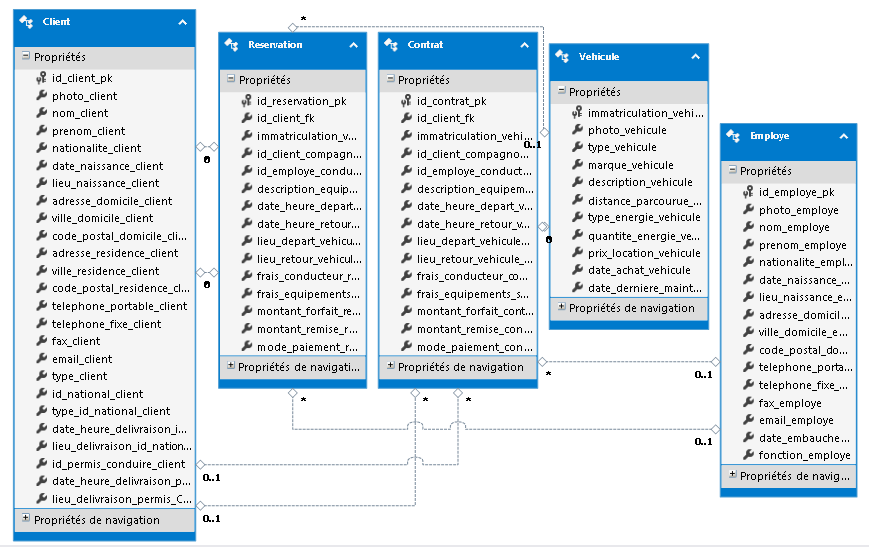 Client
Propriétés
id_client_pk
photo_client
nom_client
prenom_client
nationalite_client
date_naissance_client
lieu_naissance_client
adresse_domicile_client
ville_domicile_client
code_postal_domicile_cli...
adresse_residence_client
ville_residence_client
code_postal_residence_cl...
telephone_portable_client
telephone_fixe_client
fax_client
email_client
type_client
id_national_client
type_id_national_client
date_heure_delivraison_i...
lieu_delivraison_id_nation...
id_permis_conduire_client
date_heure_delivraison_p...
lieu_delivraison_permis_C...
Propriétés de navigation
Reservation
Propriétés
id_reservation_pk
id_client_fk
immatriculation_v...
id_client_compagn...
id_employe_condu...
description_equip...
date_heure_depart...
date_heure_retour...
lieu_depart_vehicu...
lieu_retour_vehicul...
frais_conducteur_r...
frais_equipements...
montant_forfait_re...
montant_remise_r...
mode_paiement_r...
Propriétés de navigati...
Contrat
Propriétés
id_contrat_pk
id_client_fk
immatriculation_vehi...
id_client_compagno...
id_employe_conduct...
description_equipem...
date_heure_depart_v...
date_heure_retour_v...
lieu_depart_vehicule...
lieu_retour_vehicule_...
frais_conducteur_co...
frais_equipements_s...
montant_forfait_cont...
montant_remise_con...
mode_paiement_con...
Propriétés de navigation
Vehicule
Propriétés
immatriculation_vehi...
photo_vehicule
type_vehicule
marque_vehicule
description_vehicule
distance_parcourue_...
type_energie_vehicule
quantite_energie_ve...
prix_location_vehicule
date_achat_vehicule
date_derniere_maint...
Propriétés de navigation
Employe
Propriétés
id_employe_pk
photo_employe
nom_employe
prenom_employe
nationalite_empl...
date_naissance_...
lieu_naissance_e...
adresse_domicil...
ville_domicile_e...
code_postal_do...
telephone_porta...
telephone_fixe_...
fax_employe
email_employe
date_embauche...
fonction_employe
Propriétés de navig...
*
0..1
*
0..1
*
0..1
*
*
0..1
0..1